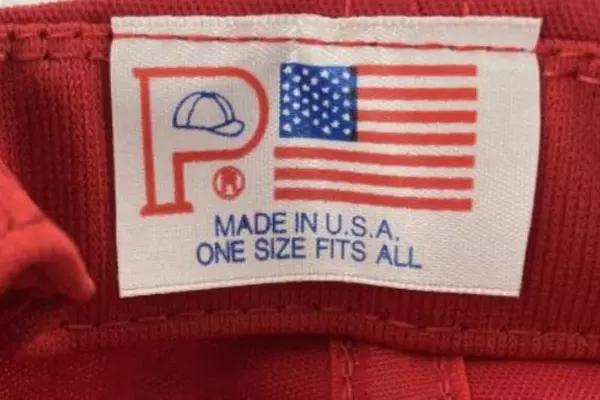 P®
MADE IN U.S.A.
ONE SIZE FITS ALL